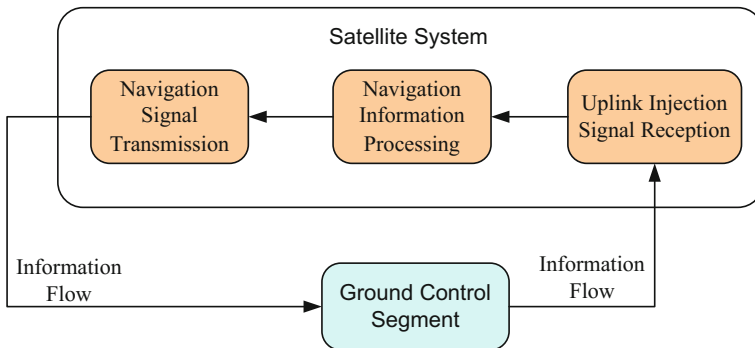 Satellite System
Navigation
Signal
Transmission
Navigation
Information
Processing
Uplink Injection
Signal Reception
Information
Flow
Ground Control
Segment
Information
Flow